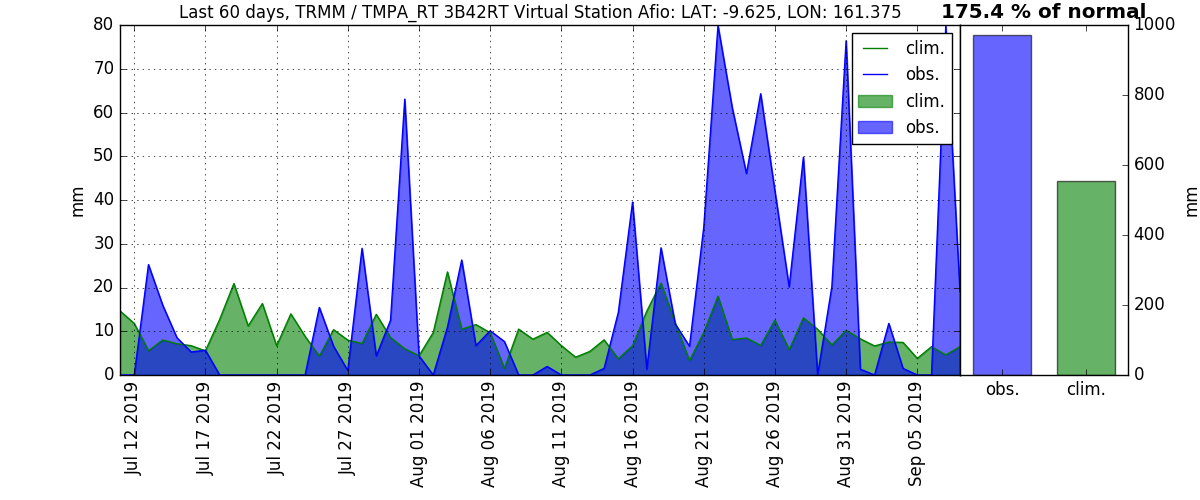 Last 60 days, TRMM / TMPA_RT 3B42RT Virtual Station Afio: LAT: -9.625, LON: 161.375
175.4 % of normal
80
70
60
50
40
30
20
10
0
mm
clim.
obs.
clim.
obs.
1000
800
600
400
200
0
mm
obs.
clim.
Jul 12 2019
Jul 17 2019
Jul 22 2019
Jul 27 2019
Aug 01 2019
Aug 06 2019
Aug 11 2019
Aug 16 2019
Aug 21 2019
Aug 26 2019
Aug 31 2019
Sep 05 2019